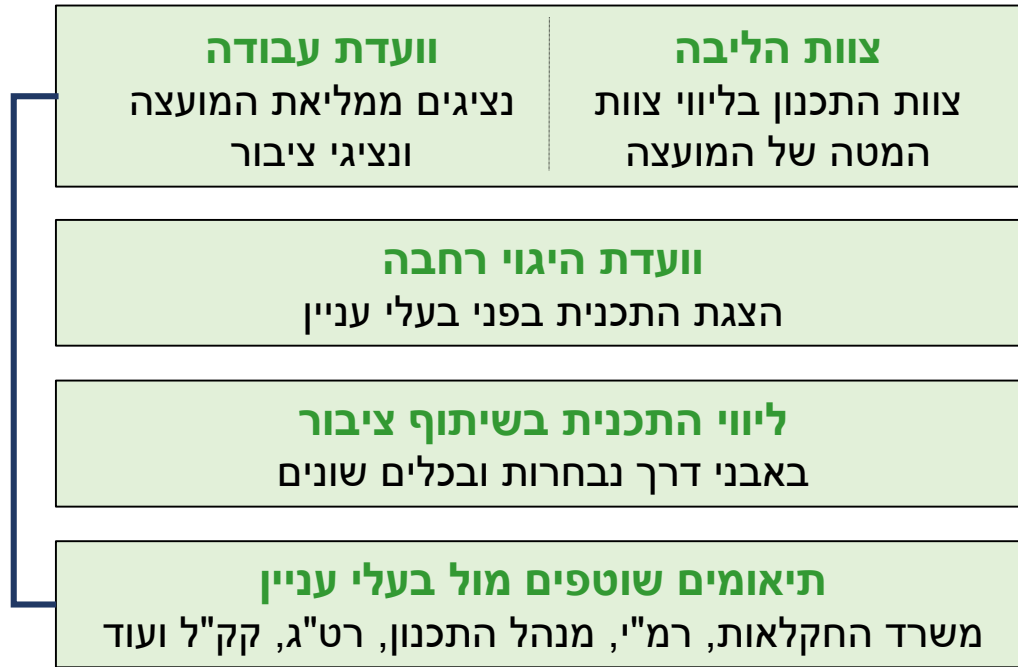 צוות הליבה
צוות התכנון בליווי צוות
המטה של המועצה
וועדת עבודה
נציגים ממליאת המועצה
ונציגי ציבור
וועדת היגוי רחבה
הצגת התכנית בפני בעלי עניין
ליווי התכנית בשיתוף ציבור
באבני דרך נבחרות ובכלים שונים
תיאומים שוטפים מול בעלי עניין
משרד החקלאות, רמ"י, מנהל התכנון, רט"ג, קק"ל ועוד